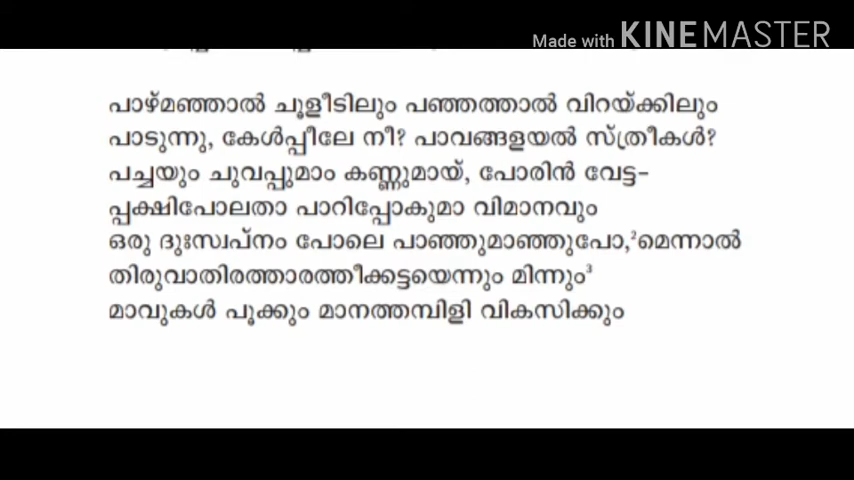 Made with KINEMASTER
പാഴ്മഞ്ഞാൽ ചൂളീടിലും പഞ്ഞത്താൽ വിറയ്ക്കിലും
പാടുന്നു, കേൾപ്പീലേ നീ? പാവങ്ങളയൽ സ്ത്രീകൾ?
പച്ചയും ചുവപ്പുമാം കണ്ണുമായ്, പോരിൻ വേട്ട-
പ്പക്ഷിപോലതാ പാറിപ്പോകുമാ വിമാനവും
ഒരു ദുഃസ്വപ്നം പോലെ പാഞ്ഞുമാഞ്ഞുപോ,²മെന്നാൽ
തിരുവാതിരത്താരത്തീക്കട്ടയെന്നും മിന്നും³
മാവുകൾ പൂക്കും മാനത്തമ്പിളി വികസിക്കും